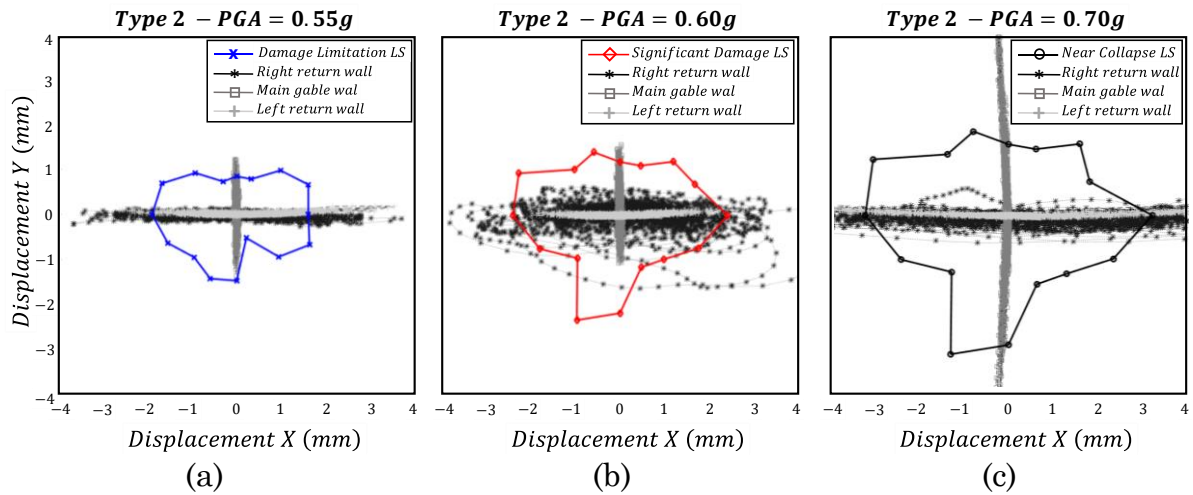 Type 2 − PGA = 0.55g
Type 2 − PGA = 0.60g
Type 2 − PGA = 0.70g
Damage Limitation LS
Right return wall
Main gable wal
Left return wall
Significant Damage LS
Right return wall
Main gable wal
Left return wall
Near Collapse LS
Right return wall
Main gable wal
Left return wall
Displacement Y (mm)
4
3
2
1
0
−1
−2
−3
−4
−4 −3 −2 −1 0 1 2 3 4
−4 −3 −2 −1 0 1 2 3 4
−4 −3 −2 −1 0 1 2 3 4
Displacement X (mm)
Displacement X (mm)
Displacement X (mm)
(a)
(b)
(c)